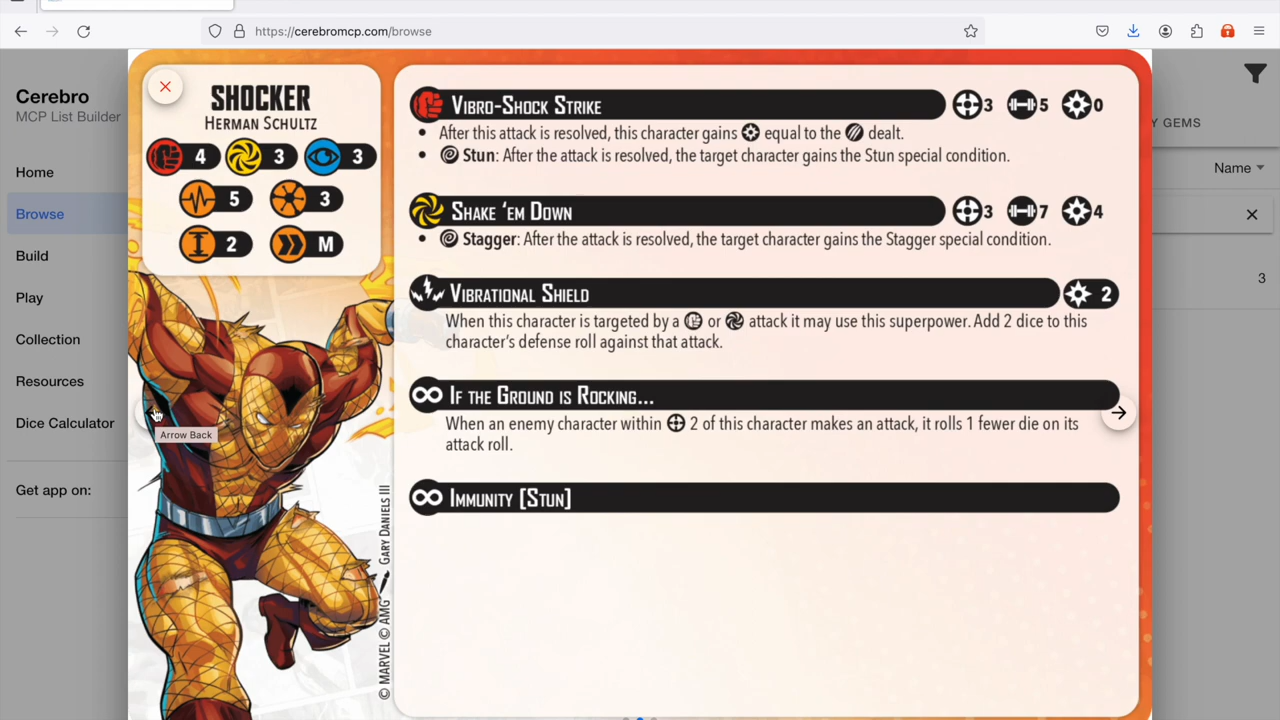 https://cerebromcp.com/browse
Cerebro
MCP List Builder
Home
Browse
Build
Play
Collection
Resources
Dice Calculator
Get app on:
Y GEMS
Name
3
SHOCKER
HERMAN SCHULTZ
4 3 3
5 3
2 M
Arrow Back
© MARVEL © AMG GARY DANIELS III
VIBRO-SHOCK STRIKE 3 5 0
• After this attack is resolved, this character gains equal to the dealt.
• Stun: After the attack is resolved, the target character gains the Stun special condition.
SHAKE ‘EM DOWN 3 7 4
• Stagger: After the attack is resolved, the target character gains the Stagger special condition.
VIBRATIONAL SHIELD 2
When this character is targeted by a or attack it may use this superpower. Add 2 dice to this
character’s defense roll against that attack.
IF THE GROUND IS ROCKING...
When an enemy character within 2 of this character makes an attack, it rolls 1 fewer die on its
attack roll.
IMMUNITY [STUN]